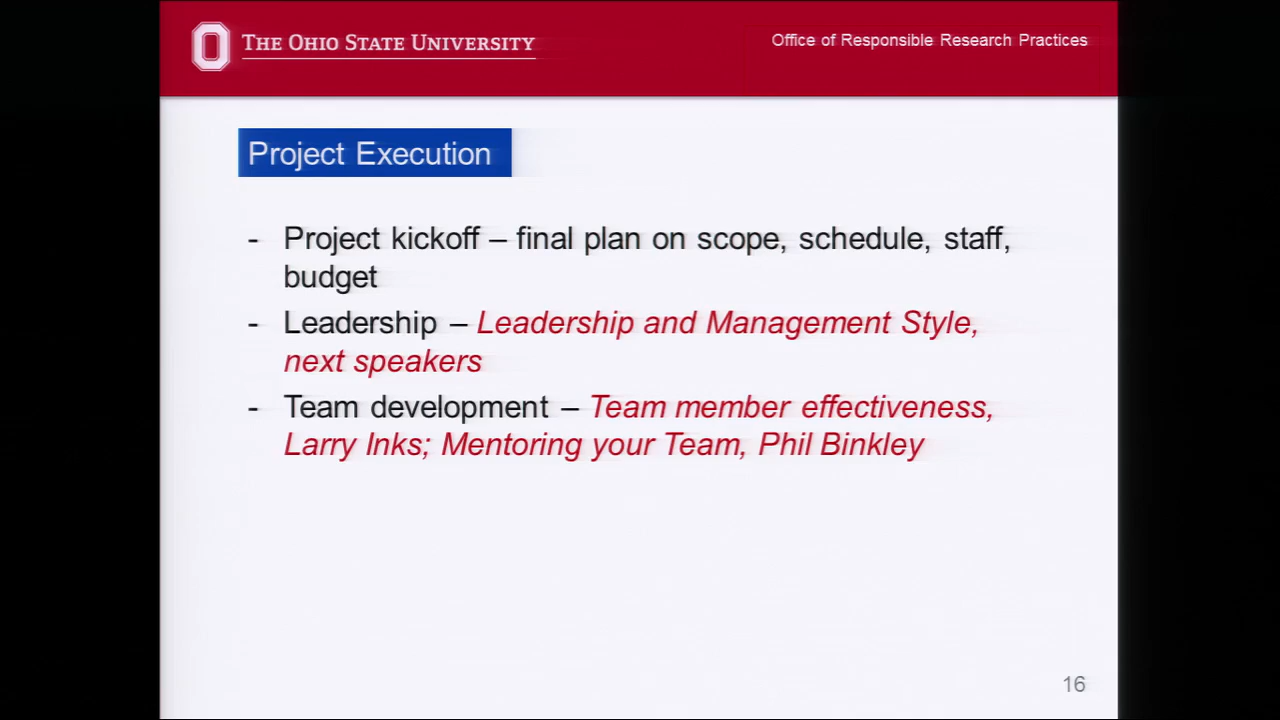 THE OHIO STATE UNIVERSITY
Office of Responsible Research Practices
Project Execution
- Project kickoff – final plan on scope, schedule, staff,
budget
- Leadership – Leadership and Management Style,
next speakers
- Team development – Team member effectiveness,
Larry Inks; Mentoring your Team, Phil Binkley
16